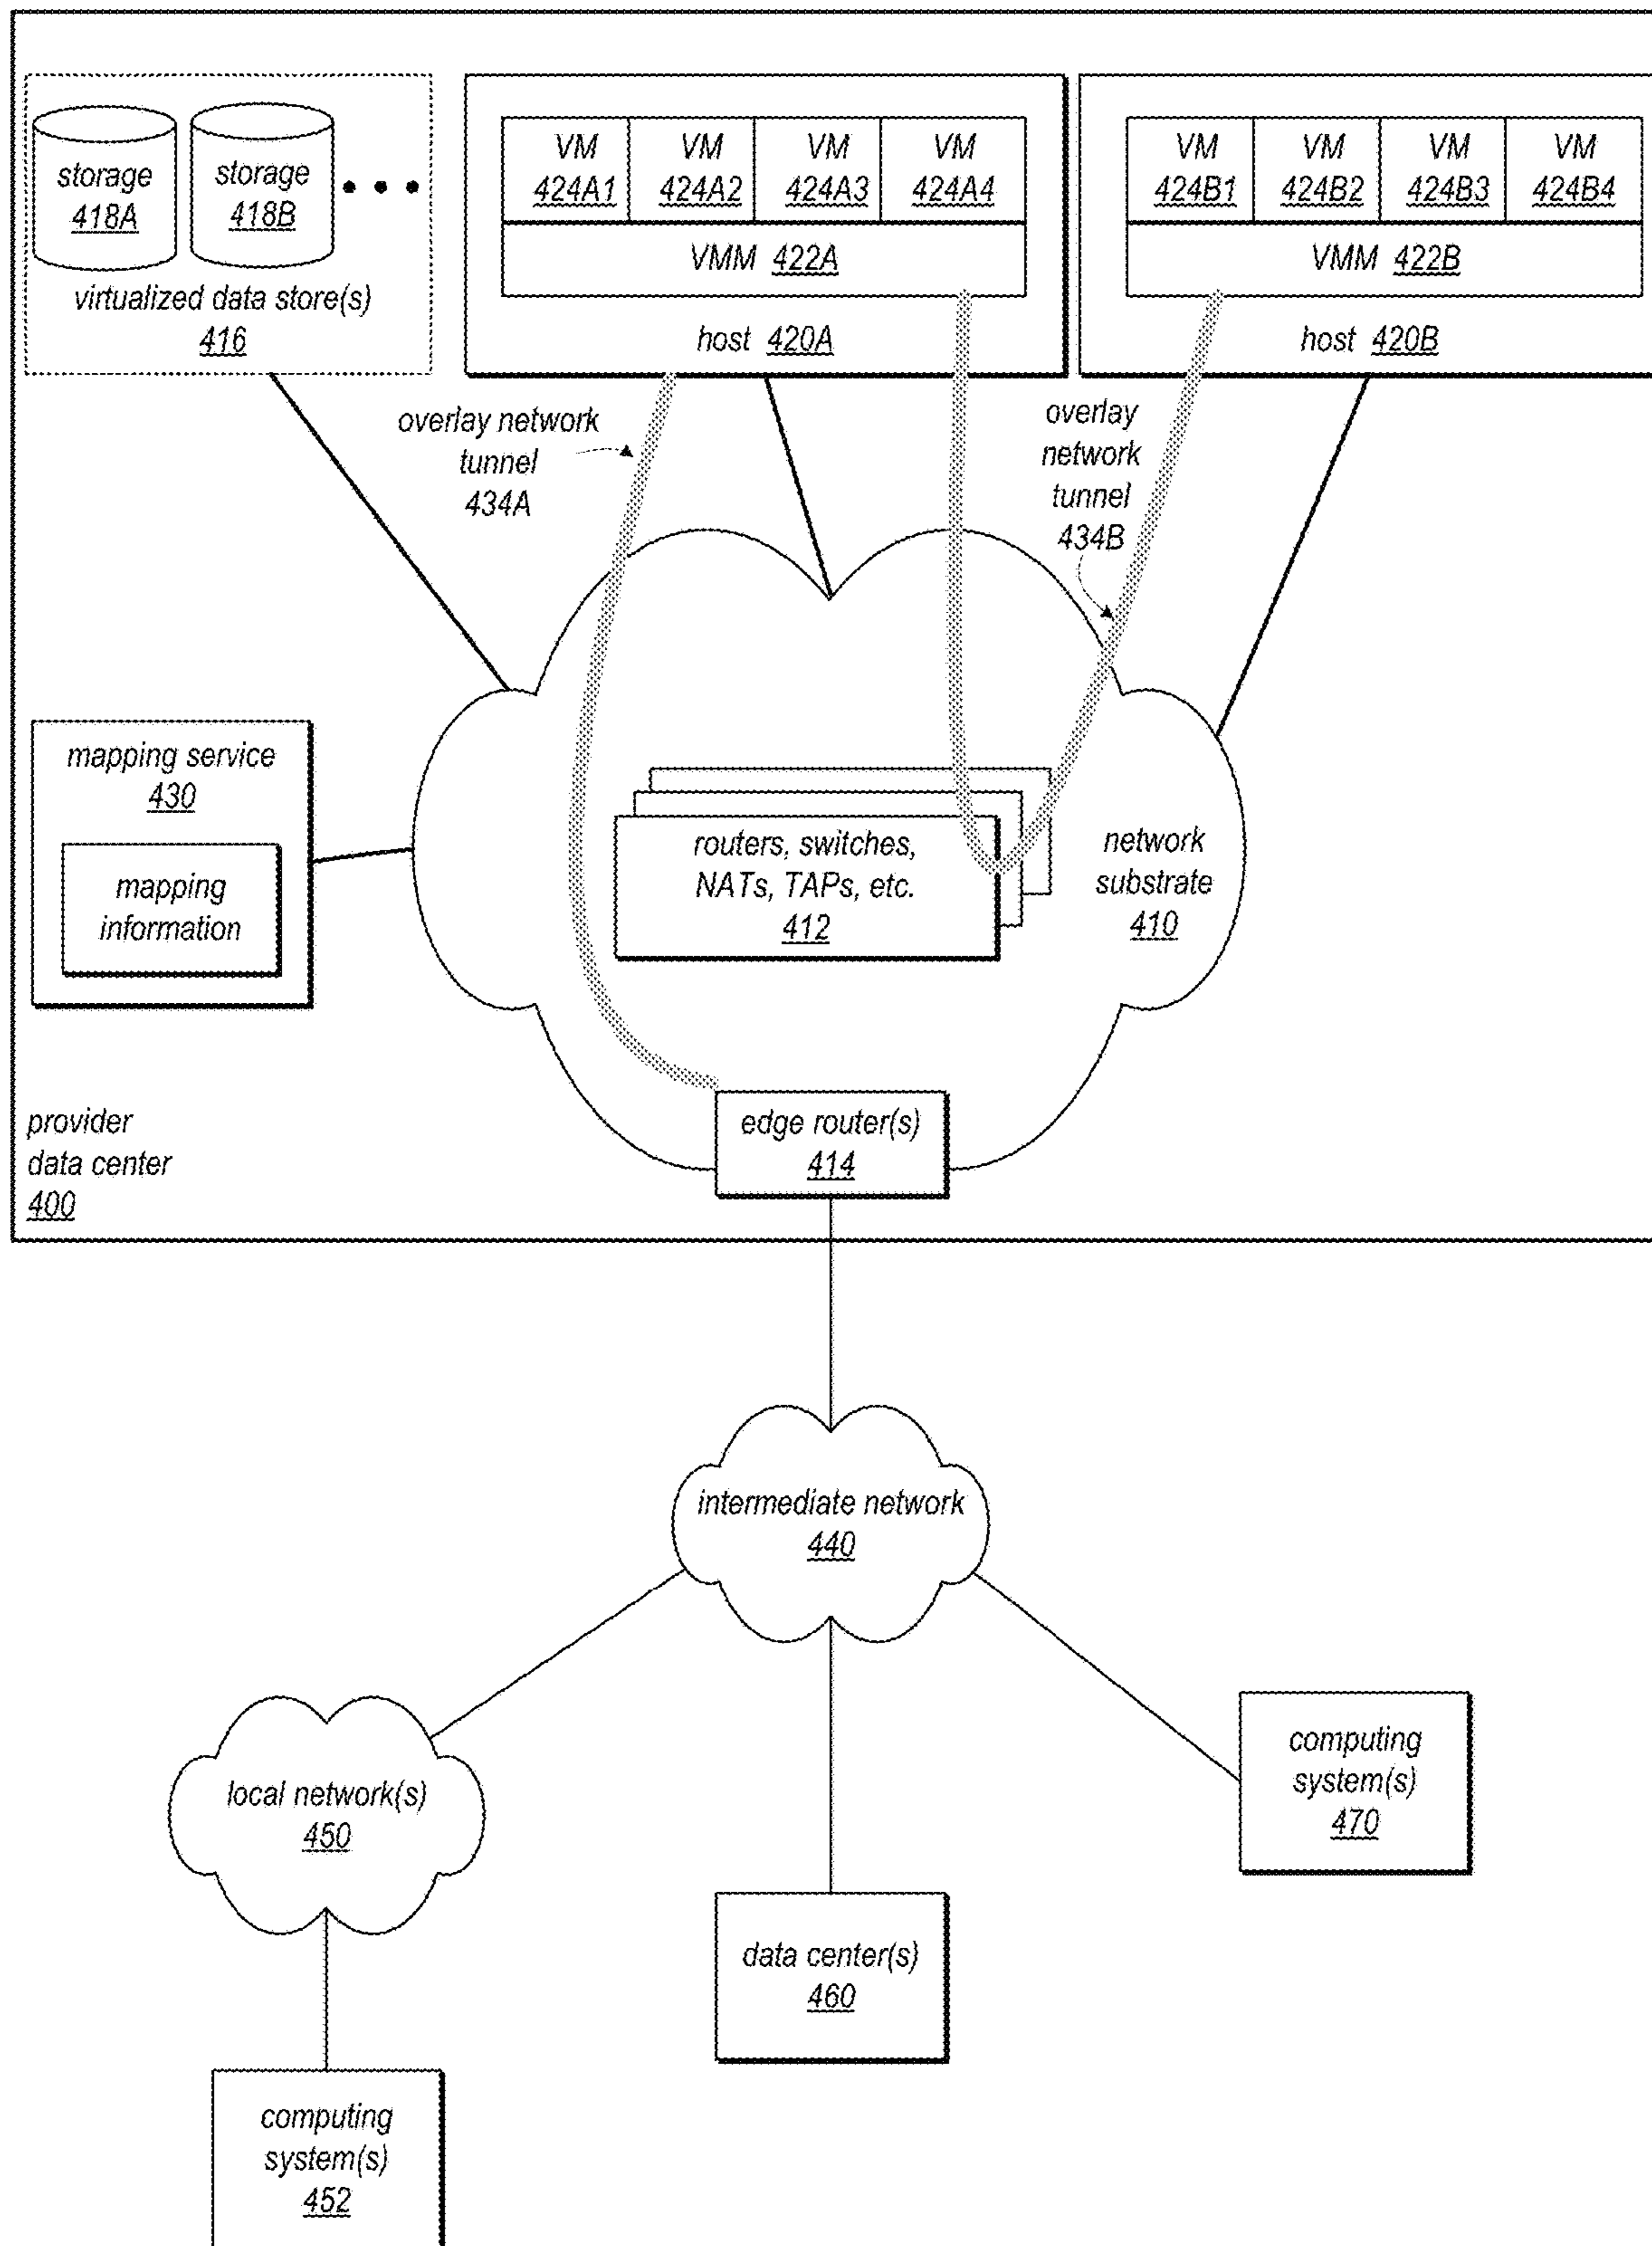 storage
418A
storage
418B
virtualized data store(s)
416
VM
424A1
VM
424A2
VM
424A3
VM
424A4
VMM 422A
host 420A
VM
424B1
VM
424B2
VM
424B3
VM
424B4
VMM 422B
host 420B
overlay network
tunnel
434A
overlay
network
tunnel
434B
mapping service
430
mapping
information
routers, switches,
NATs, TAPs, etc.
412
network
substrate
410
edge router(s)
414
provider
data center
400
intermediate network
440
local network(s)
450
computing
system(s)
470
data center(s)
460
computing
system(s)
452